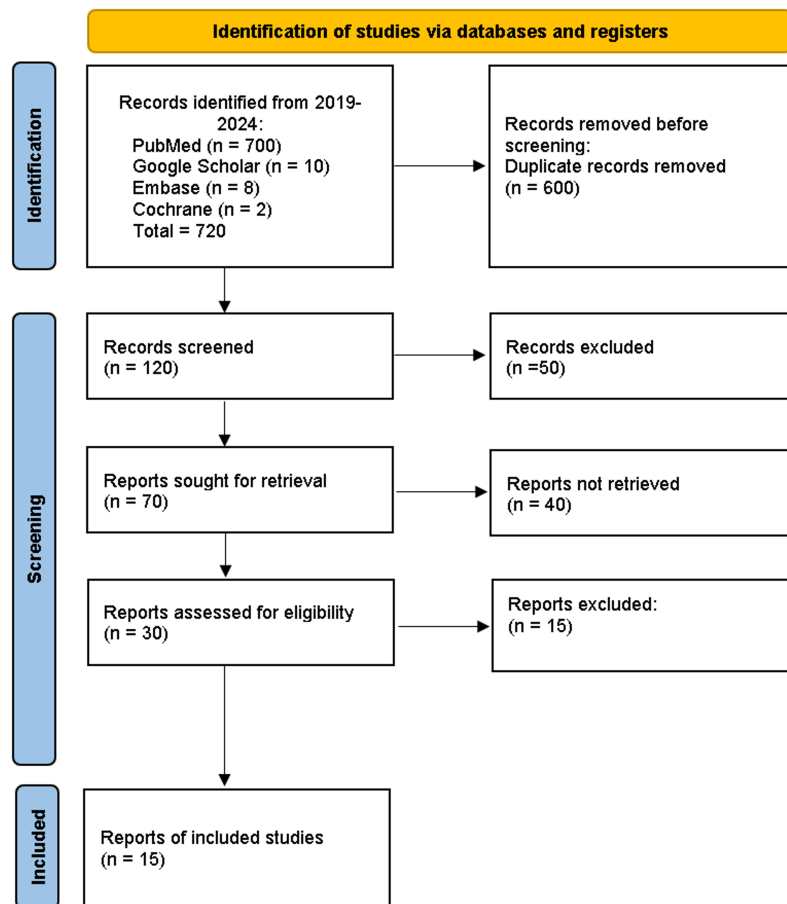 Identification of studies via databases and registers
Identification
Records identified from 2019-
2024:
PubMed (n = 700)
Google Scholar (n = 10)
Embase (n = 8)
Cochrane (n = 2)
Total = 720
Records removed before
screening:
Duplicate records removed
(n = 600)
Screening
Records screened
(n = 120)
Records excluded
(n =50)
Reports sought for retrieval
(n = 70)
Reports not retrieved
(n = 40)
Reports assessed for eligibility
(n = 30)
Reports excluded:
(n = 15)
Included
Reports of included studies
(n = 15)